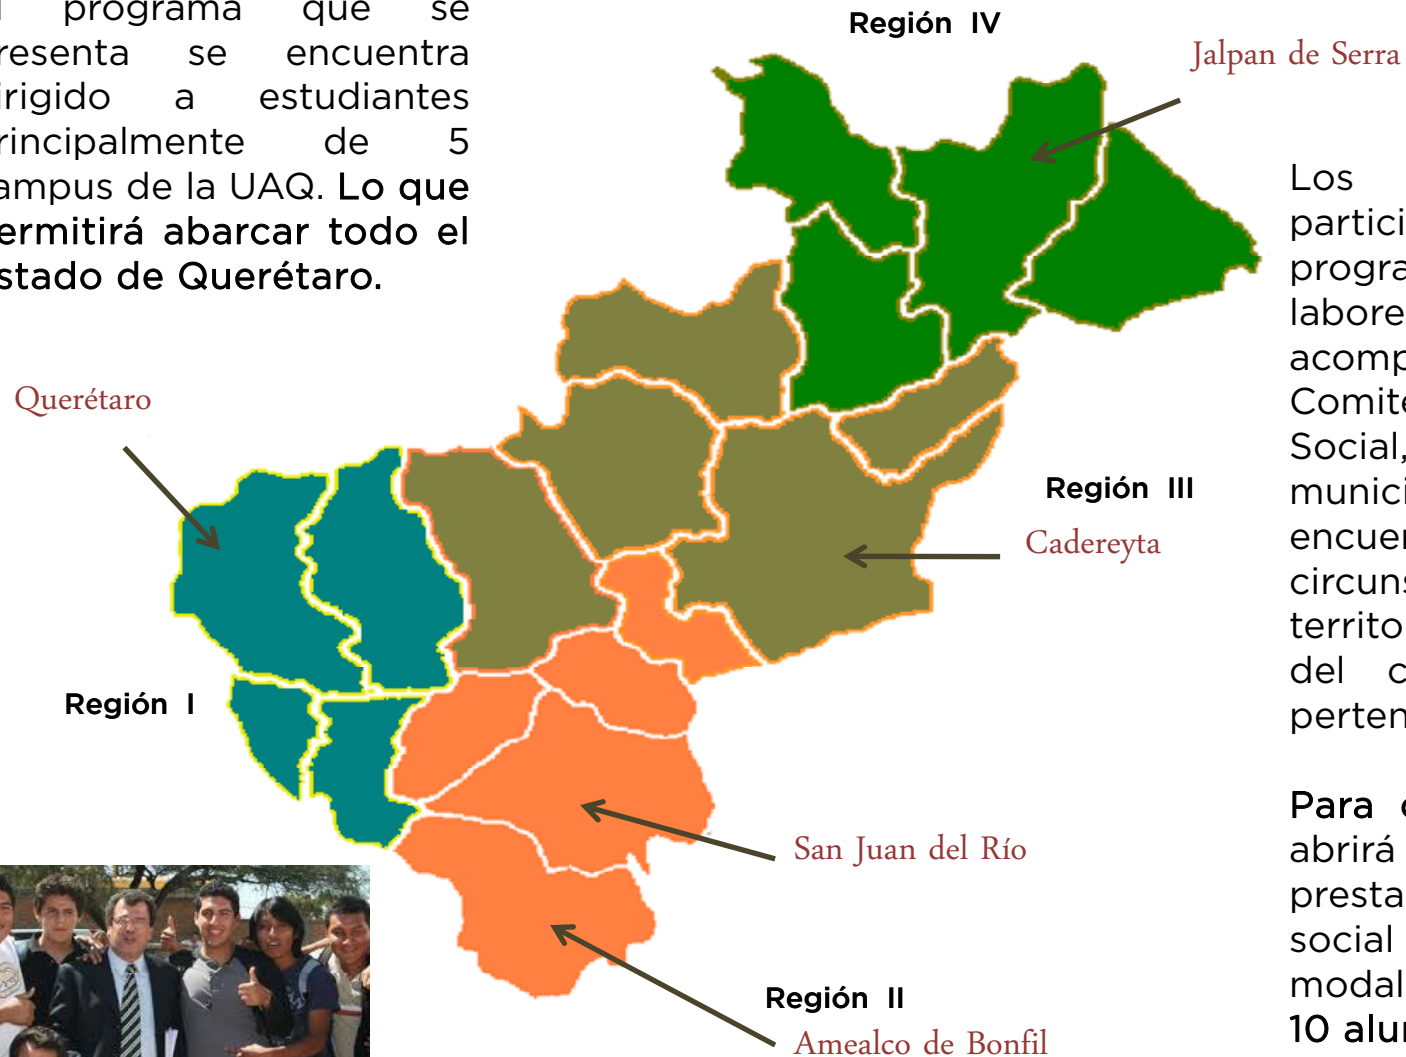 programa que se
resenta se encuentra
irigido a estudiantes
rincipalmente de 5
ampus de la UAQ. Lo que
ermitirá abarcar todo el
stado de Querétaro.
Región IV
Jalpan de Serra
Querétaro
Región III
Cadereyta
Región I
San Juan del Río
Región II
Amealco de Bonfil
Los
partici
progra
labore
acomp
Comité
Social,
munici
encuen
circuns
territo
del c
perten
Para
abrirá
presta
social
modal
10 alu